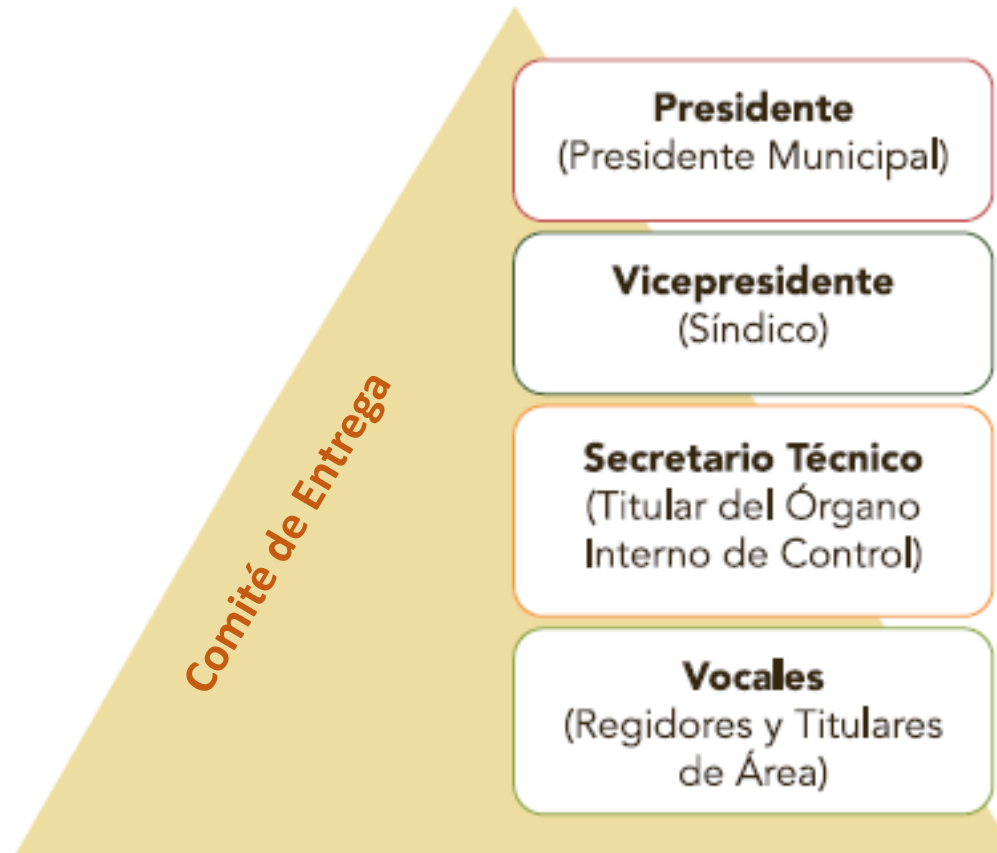 Comité de Entrega
Presidente
(Presidente Municipal)
Vicepresidente
(Síndico)
Secretario Técnico
(Titular del Órgano
Interno de Control)
Vocales
(Regidores y Titulares
de Área)